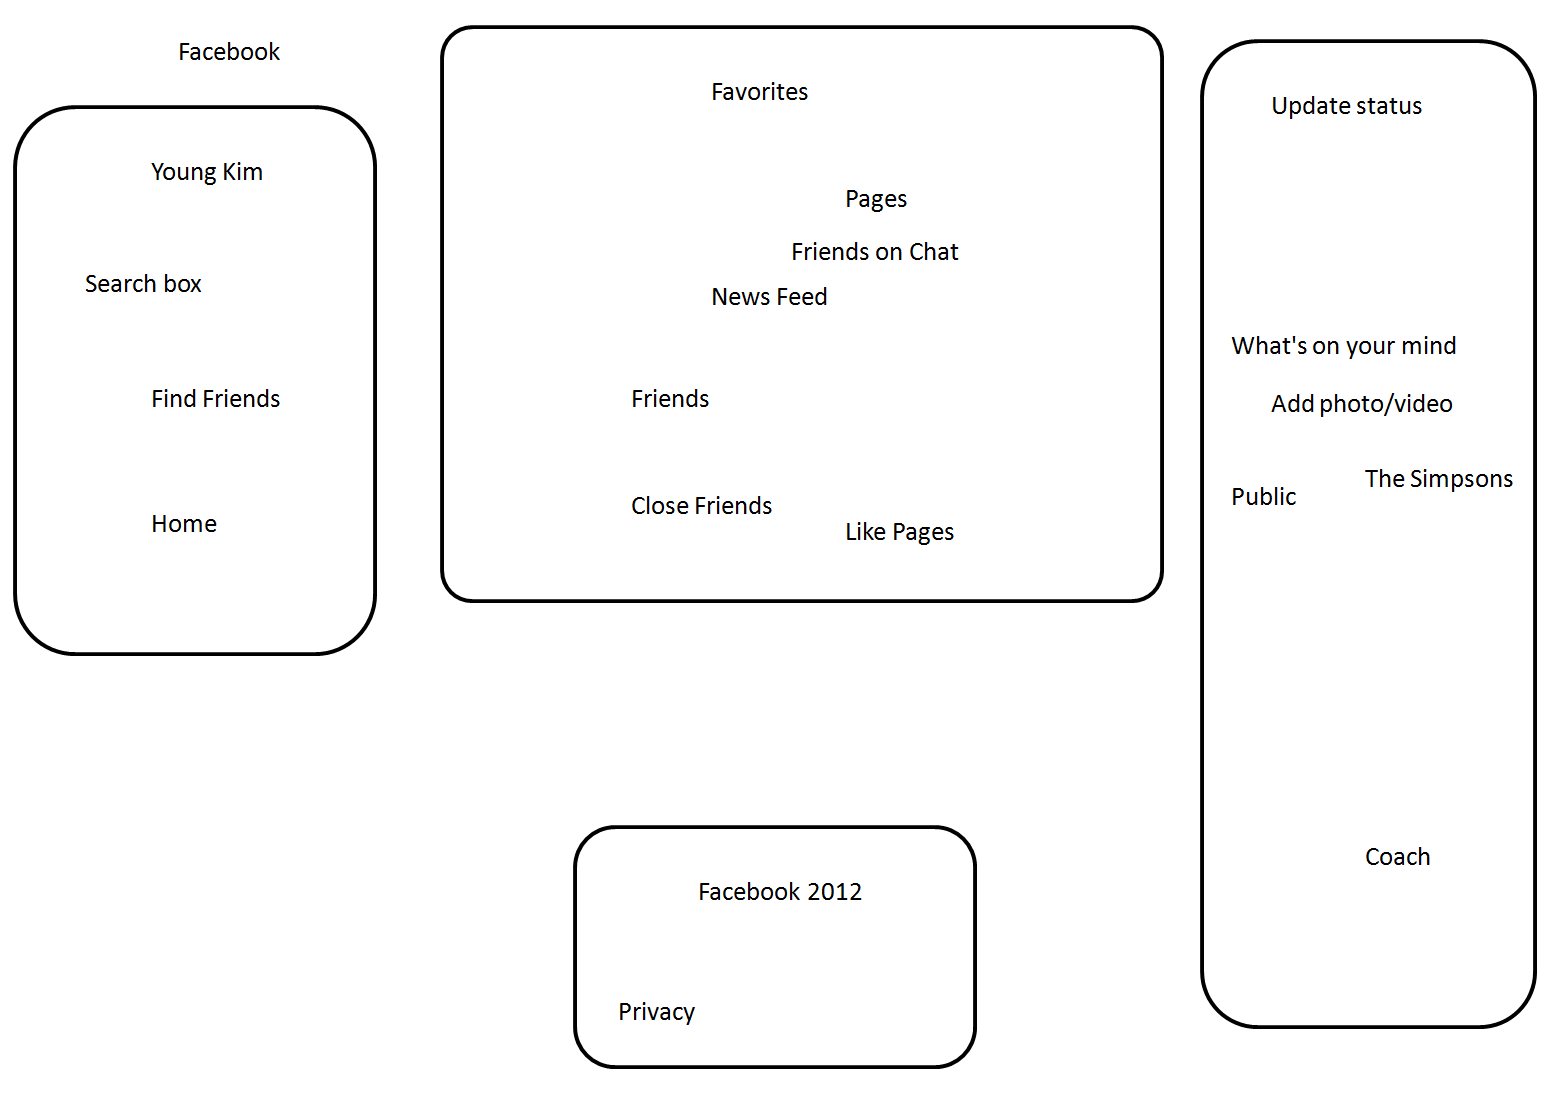 Facebook
Young Kim
Search box
Find Friends
Home
Favorites
Pages
Friends on Chat
News Feed
Friends
Close Friends
Like Pages
Update status
What's on your mind
Add photo/video
The Simpsons
Public
Coach
Facebook 2012
Privacy